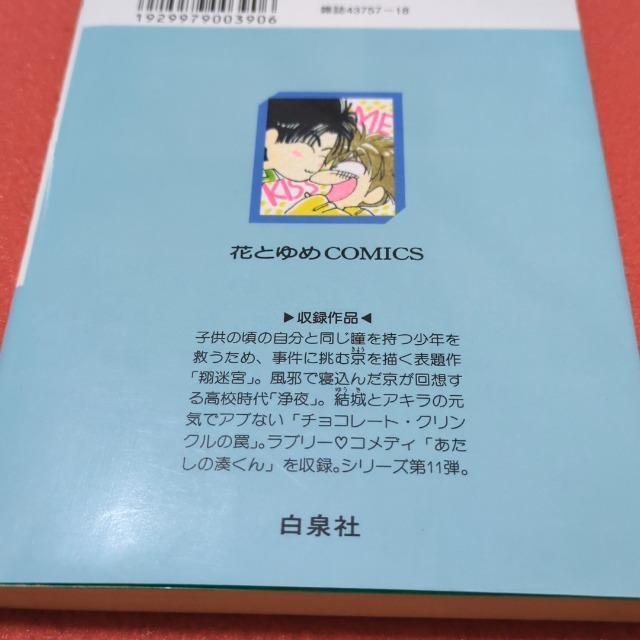 1929979003906
雑誌43757-18
ME
KISS
花とゆめCOMICS
▶収録作品◀
子供の頃の自分と同じ瞳を持つ少年を
救うため、事件に挑む京を描く表題作
「翔迷宮」。風邪で寝込んだ京が回想す
る高校時代「浄夜」。結城とアキラの元
気でアブない「チョコレート・クリン
クルの罠」。ラブリー♡コメディ「あた
しの湊くん」を収録。シリーズ第11弾。
白泉社